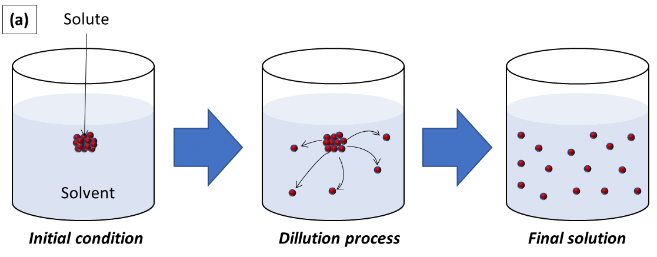 (a)
Solute
Solvent
Initial condition
Dillution process
Final solution